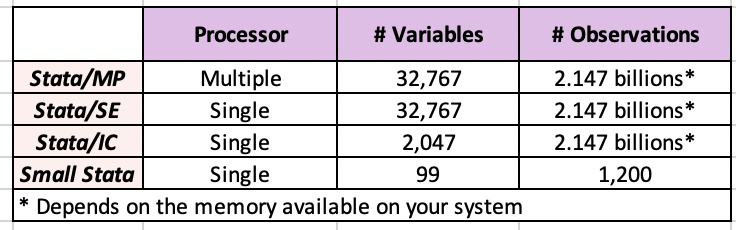 Processor # Variables # Observations
Stata/MP Multiple 32,767 2.147 billions*
Stata/SE Single 32,767 2.147 billions*
Stata/IC Single 2,047 2.147 billions*
Small Stata Single 99 1,200
* Depends on the memory available on your system